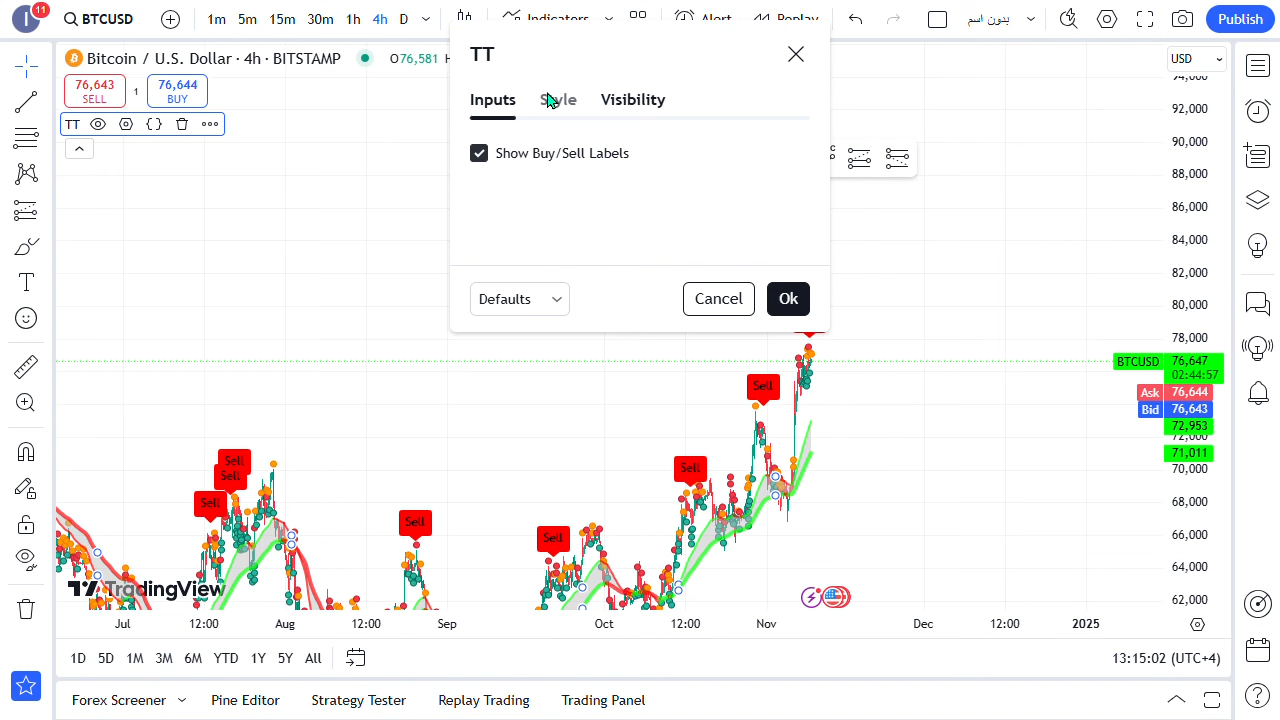 I 11 BTCUSD 1m 5m 15m 30m 1h 4h D Indicators Alert Replay بدون اسم Publish
Bitcoin / U.S. Dollar · 4h · BITSTAMP O76,581 H
76,643 SELL 1 76,644 BUY
TT
TT
Inputs Style Visibility
Show Buy/Sell Labels
Defaults Cancel Ok
USD
94,000
92,000
90,000
88,000
86,000
84,000
82,000
80,000
78,000
BTCUSD 76,647
02:44:57
Ask 76,644
Bid 76,643
72,953
72,000
71,011
70,000
68,000
66,000
64,000
62,000
Sell
Sell
Sell
Sell
Sell
Sell
Sell
TradingView
Jul 12:00 Aug 12:00 Sep Oct 12:00 Nov Dec 12:00 2025
1D 5D 1M 3M 6M YTD 1Y 5Y All 13:15:02 (UTC+4)
Forex Screener Pine Editor Strategy Tester Replay Trading Trading Panel